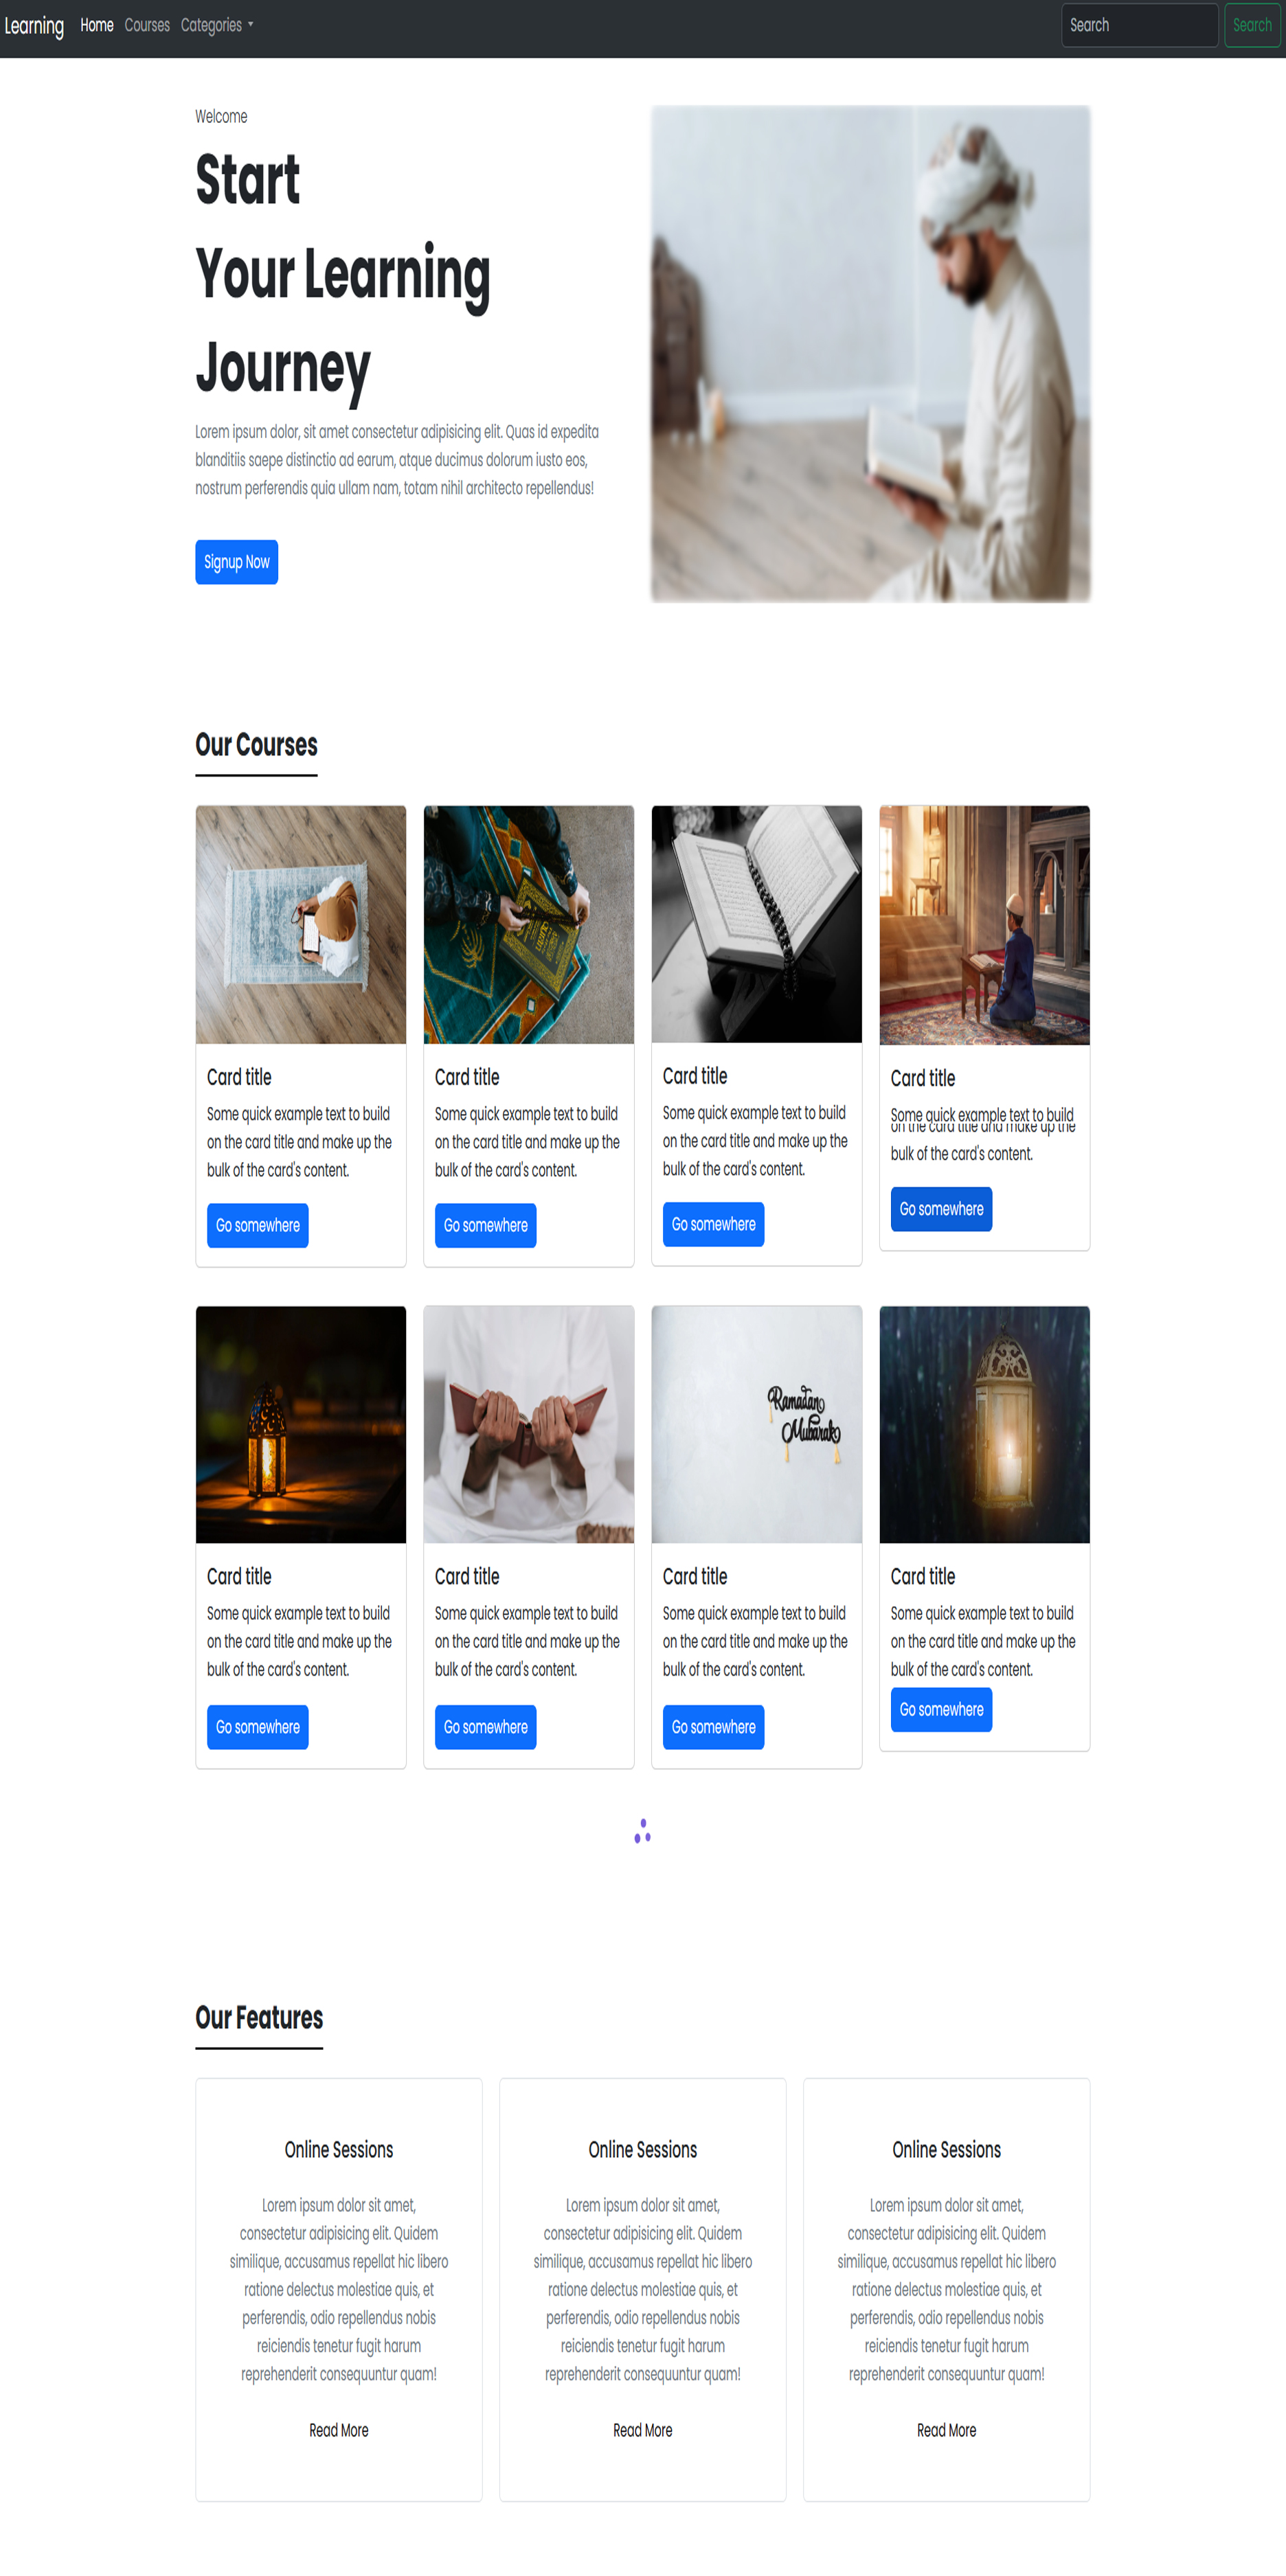 Learning Home Courses Categories Search Search
Welcome
Start
Your Learning
Journey
Lorem ipsum dolor, sit amet consectetur adipisicing elit. Quas id expedita
blanditiis saepe distinctio ad earum, atque ducimus dolorum iusto eos,
nostrum perferendis quia ullam nam, totam nihil architecto repellendus!
Signup Now
Our Courses
Card title
Some quick example text to build
on the card title and make up the
bulk of the card's content.
Go somewhere
Card title
Some quick example text to build
on the card title and make up the
bulk of the card's content.
Go somewhere
Card title
Some quick example text to build
on the card title and make up the
bulk of the card's content.
Go somewhere
Card title
Some quick example text to build
on the card title and make up the
bulk of the card's content.
Go somewhere
Card title
Some quick example text to build
on the card title and make up the
bulk of the card's content.
Go somewhere
Card title
Some quick example text to build
on the card title and make up the
bulk of the card's content.
Go somewhere
Ramadan
Mubarak
Card title
Some quick example text to build
on the card title and make up the
bulk of the card's content.
Go somewhere
Card title
Some quick example text to build
on the card title and make up the
bulk of the card's content.
Go somewhere
Our Features
Online Sessions
Lorem ipsum dolor sit amet,
consectetur adipisicing elit. Quidem
similique, accusamus repellat hic libero
ratione delectus molestiae quis, et
perferendis, odio repellendus nobis
reiciendis tenetur fugit harum
reprehenderit consequuntur quam!
Read More
Online Sessions
Lorem ipsum dolor sit amet,
consectetur adipisicing elit. Quidem
similique, accusamus repellat hic libero
ratione delectus molestiae quis, et
perferendis, odio repellendus nobis
reiciendis tenetur fugit harum
reprehenderit consequuntur quam!
Read More
Online Sessions
Lorem ipsum dolor sit amet,
consectetur adipisicing elit. Quidem
similique, accusamus repellat hic libero
ratione delectus molestiae quis, et
perferendis, odio repellendus nobis
reiciendis tenetur fugit harum
reprehenderit consequuntur quam!
Read More